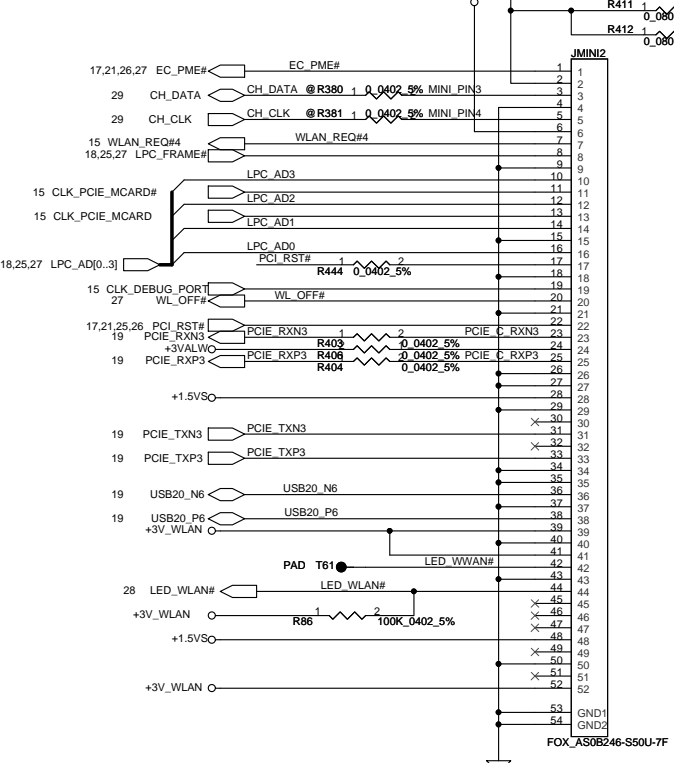 R411 1
0_080
R412 1
0_080
JMINI2
17,21,26,27 EC_PME# EC_PME# 1 1
2 2
29 CH_DATA CH_DATA @R380 1 0_0402_5% 2 MINI_PIN3 3 3
4 4
29 CH_CLK CH_CLK @R381 1 0_0402_5% 2 MINI_PIN4 5 5
6 6
15 WLAN_REQ#4 WLAN_REQ#4 7 7
18,25,27 LPC_FRAME# 8 8
9 9
LPC_AD3 10 10
15 CLK_PCIE_MCARD# 11 11
LPC_AD2 12 12
15 CLK_PCIE_MCARD 13 13
LPC_AD1 14 14
15 15
LPC_AD0 16 16
18,25,27 LPC_AD[0..3] PCI_RST# 1 2 17 17
R444 0_0402_5%
18 18
15 CLK_DEBUG_PORT 19 19
27 WL_OFF# WL_OFF# 20 20
21 21
17,21,25,26 PCI_RST# 22 22
19 PCIE_RXN3 PCIE_RXN3 1 2 PCIE_C_RXN3 23 23
R403 0_0402_5%
+3VALW 24 24
R406 0_0402_5%
19 PCIE_RXP3 PCIE_RXP3 PCIE_C_RXP3 25 25
R404 0_0402_5%
26 26
27 27
+1.5VS 28 28
29 29
30 30
19 PCIE_TXN3 PCIE_TXN3 31 31
32 32
19 PCIE_TXP3 PCIE_TXP3 33 33
34 34
35 35
19 USB20_N6 USB20_N6 36 36
37 37
19 USB20_P6 USB20_P6 38 38
+3V_WLAN 39 39
40 40
41 41
PAD T61 LED_WWAN# 42 42
43 43
28 LED_WLAN# LED_WLAN# 44 44
45 45
+3V_WLAN 1 2 46 46
R86 100K_0402_5%
47 47
+1.5VS 48 48
49 49
50 50
51 51
+3V_WLAN 52 52
53 GND1
54 GND2
FOX_AS0B246-S50U-7F